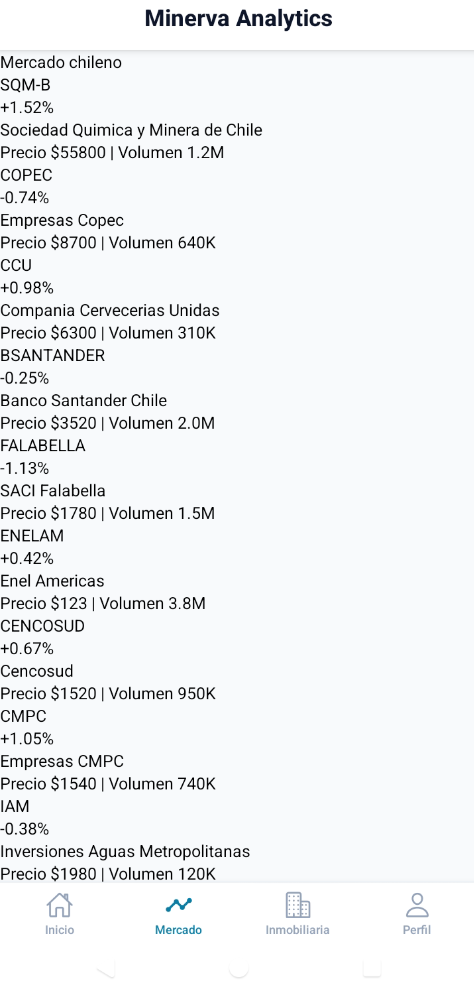 Minerva Analytics
Mercado chileno
SQM-B
+1.52%
Sociedad Quimica y Minera de Chile
Precio $55800 | Volumen 1.2M
COPEC
-0.74%
Empresas Copec
Precio $8700 | Volumen 640K
CCU
+0.98%
Compania Cervecerias Unidas
Precio $6300 | Volumen 310K
BSANTANDER
-0.25%
Banco Santander Chile
Precio $3520 | Volumen 2.0M
FALABELLA
-1.13%
SACI Falabella
Precio $1780 | Volumen 1.5M
ENELAM
+0.42%
Enel Americas
Precio $123 | Volumen 3.8M
CENCOSUD
+0.67%
Cencosud
Precio $1520 | Volumen 950K
CMPC
+1.05%
Empresas CMPC
Precio $1540 | Volumen 740K
IAM
-0.38%
Inversiones Aguas Metropolitanas
Precio $1980 | Volumen 120K
Inicio
Mercado
Inmobiliaria
Perfil